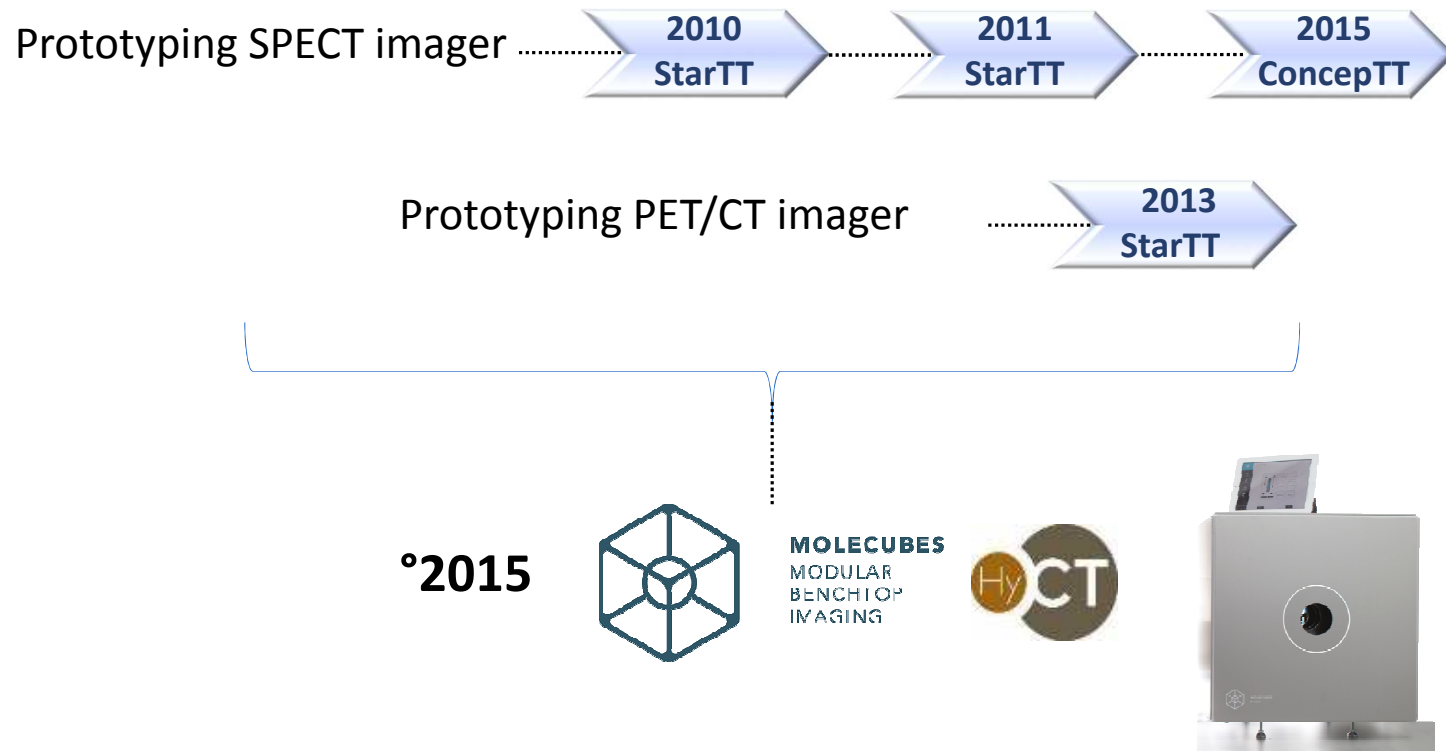 Prototyping SPECT imager
2010
StarTT
2011
StarTT
2015
ConcepTT
Prototyping PET/CT imager
2013
StarTT
°2015
MOLECUBES
MODULAR
BENCHTOP
IMAGING
HyCT